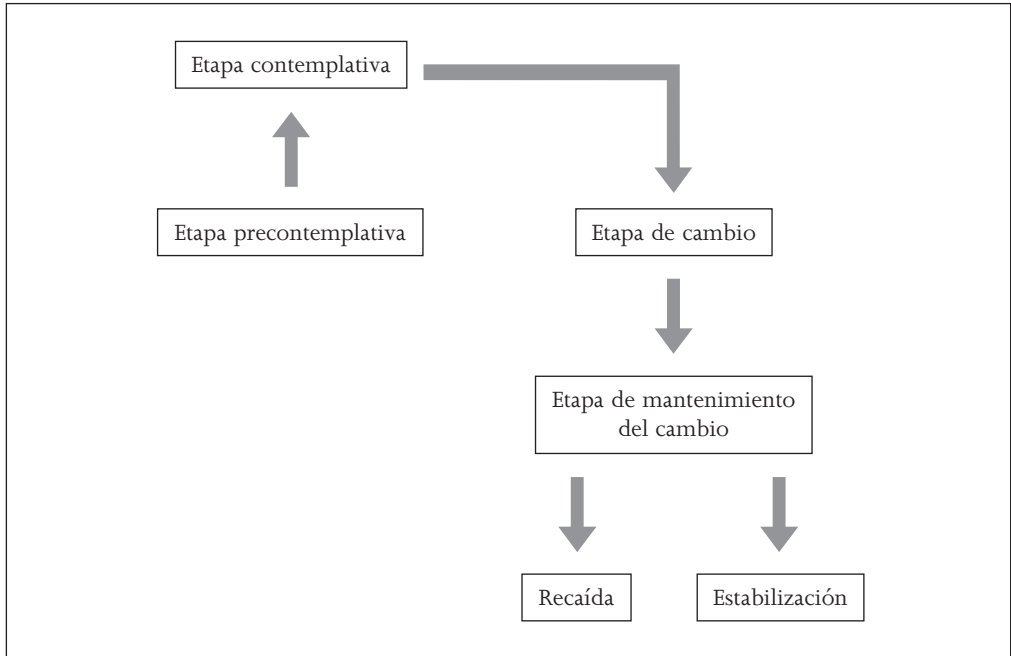 Etapa contemplativa
Etapa precontemplativa
Etapa de cambio
Etapa de mantenimiento
del cambio
Recaída
Estabilización